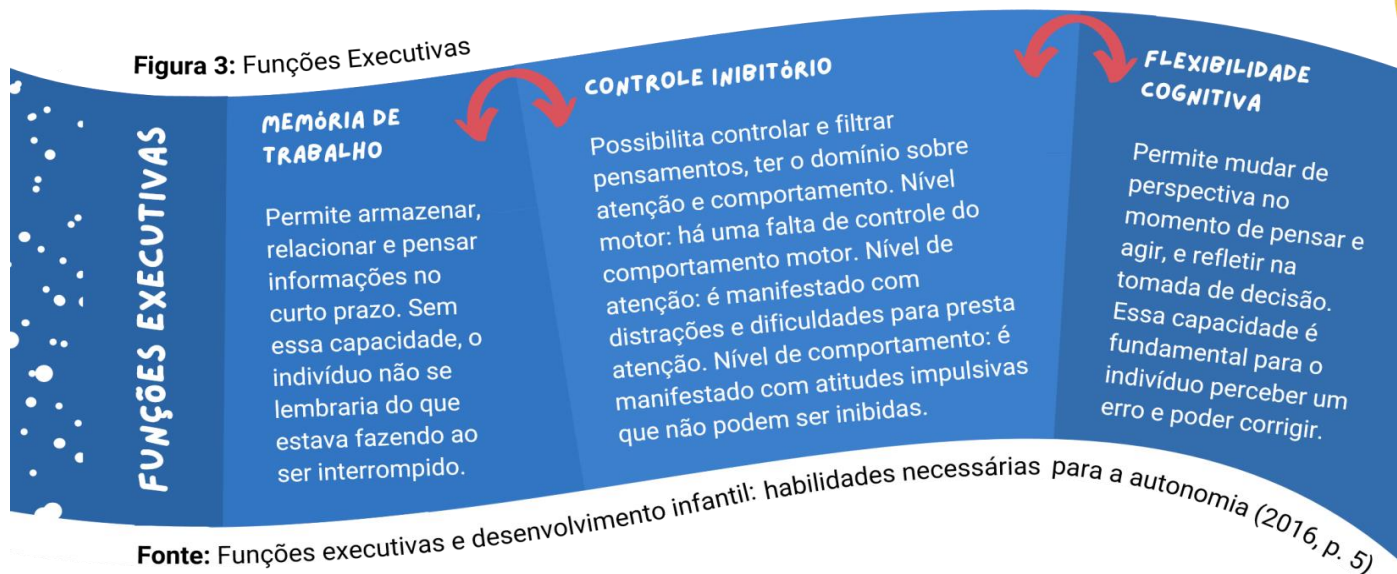 Figura 3: Funções Executivas
FUNÇÕES EXECUTIVAS
MEMÓRIA DE
TRABALHO
Permite armazenar,
relacionar e pensar
informações no
curto prazo. Sem
essa capacidade, o
indivíduo não se
lembraria do que
estava fazendo ao
ser interrompido.
CONTROLE INIBITÓRIO
Possibilita controlar e filtrar
pensamentos, ter o domínio sobre
atenção e comportamento. Nível
motor: há uma falta de controle do
comportamento motor. Nível de
atenção: é manifestado com
distrações e dificuldades para presta
atenção. Nível de comportamento: é
manifestado com atitudes impulsivas
que não podem ser inibidas.
FLEXIBILIDADE
COGNITIVA
Permite mudar de
perspectiva no
momento de pensar e
agir, e refletir na
tomada de decisão.
Essa capacidade é
fundamental para o
indivíduo perceber um
erro e poder corrigir.
Fonte: Funções executivas e desenvolvimento infantil: habilidades necessárias para a autonomia (2016, p. 5)